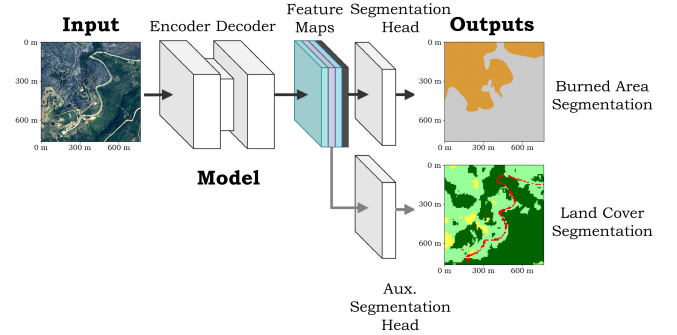 Input
Encoder Decoder
Feature
Maps
Segmentation
Head
Outputs
0 m
300 m
600 m
0 m 300 m 600 m
Model
0 m
300 m
600 m
0 m 300 m 600 m
Burned Area
Segmentation
0 m
300 m
600 m
0 m 300 m 600 m
Land Cover
Segmentation
Aux.
Segmentation
Head